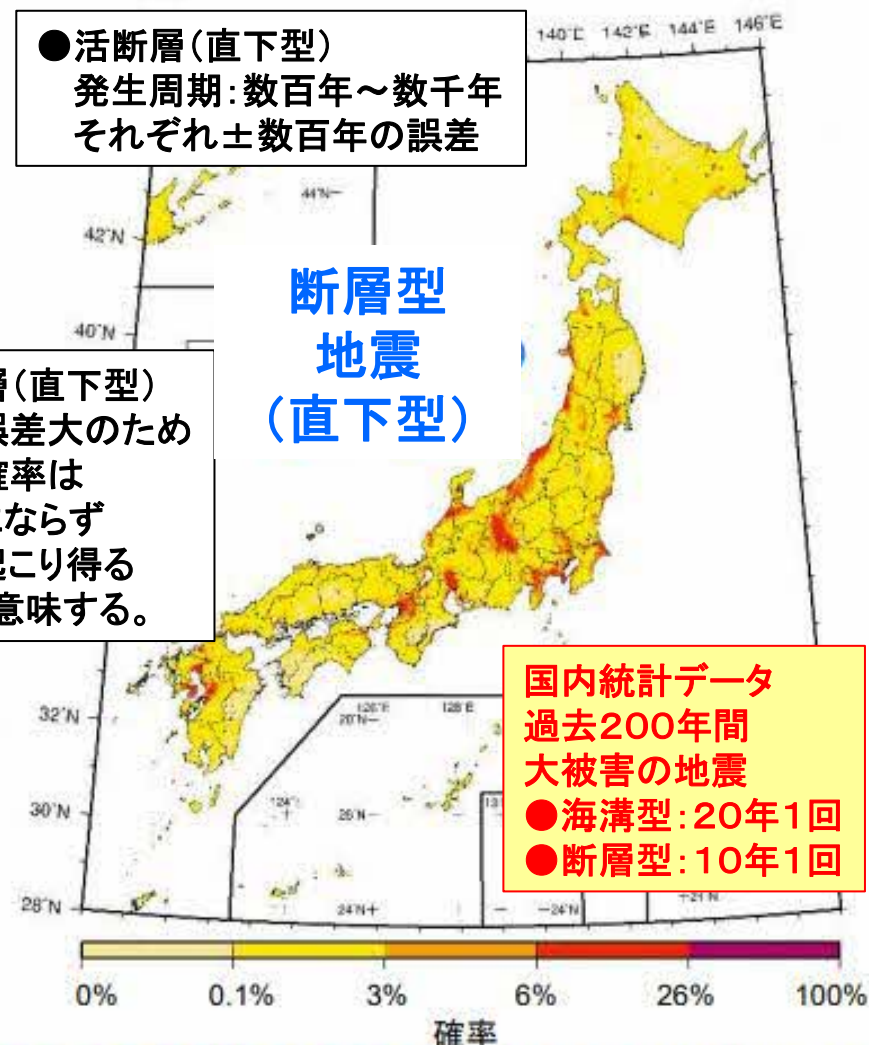 ●活断層(直下型)
発生周期:数百年～数千年
それぞれ±数百年の誤差
140˚E 142˚E 144˚E 146˚E
44˚N
42˚N
40˚N
断層型
地震
(直下型)
層(直下型)
誤差大のため
確率は
ならず
起こり得る
意味する。
国内統計データ
過去200年間
大被害の地震
●海溝型:20年1回
●断層型:10年1回
32˚N
126˚E 128˚E
30˚N
26˚N
28˚N
24˚N
24˚N
0% 0.1% 3% 6% 26% 100%
確率